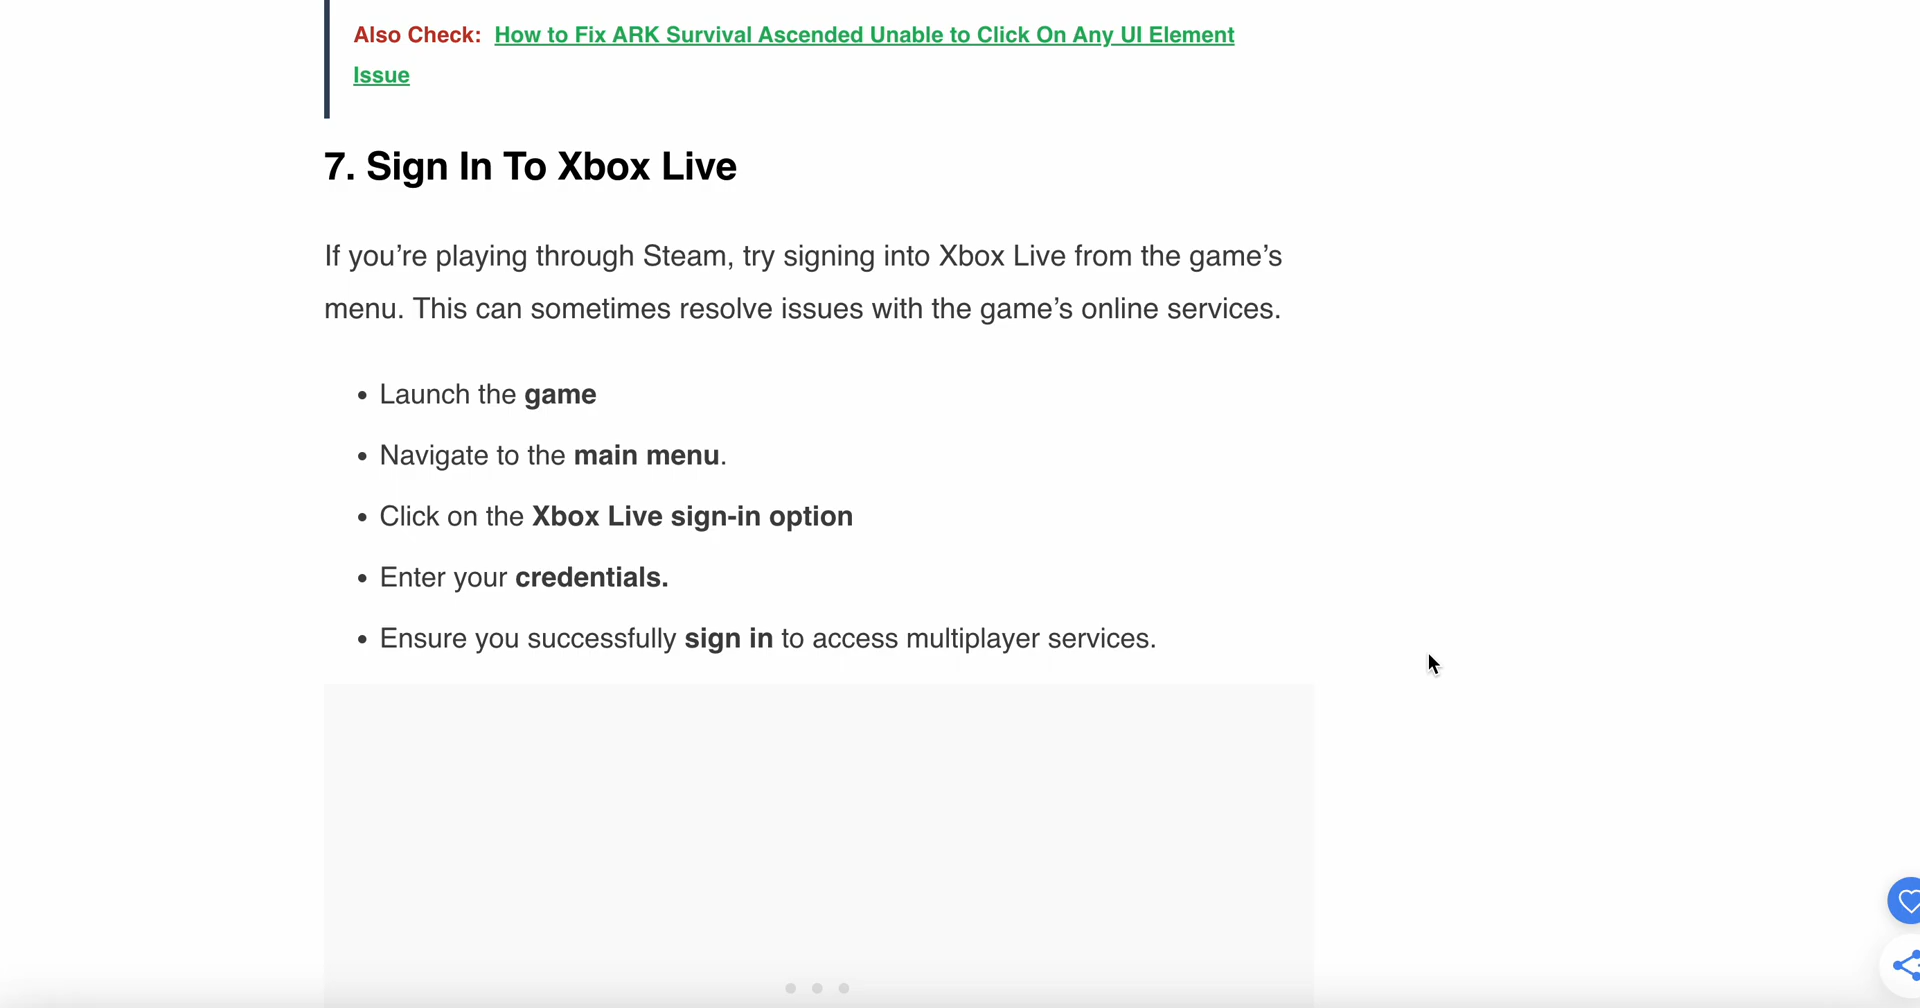 Also Check: How to Fix ARK Survival Ascended Unable to Click On Any UI Element
Issue
7. Sign In To Xbox Live
If you’re playing through Steam, try signing into Xbox Live from the game’s
menu. This can sometimes resolve issues with the game’s online services.
• Launch the game
• Navigate to the main menu.
• Click on the Xbox Live sign-in option
• Enter your credentials.
• Ensure you successfully sign in to access multiplayer services.